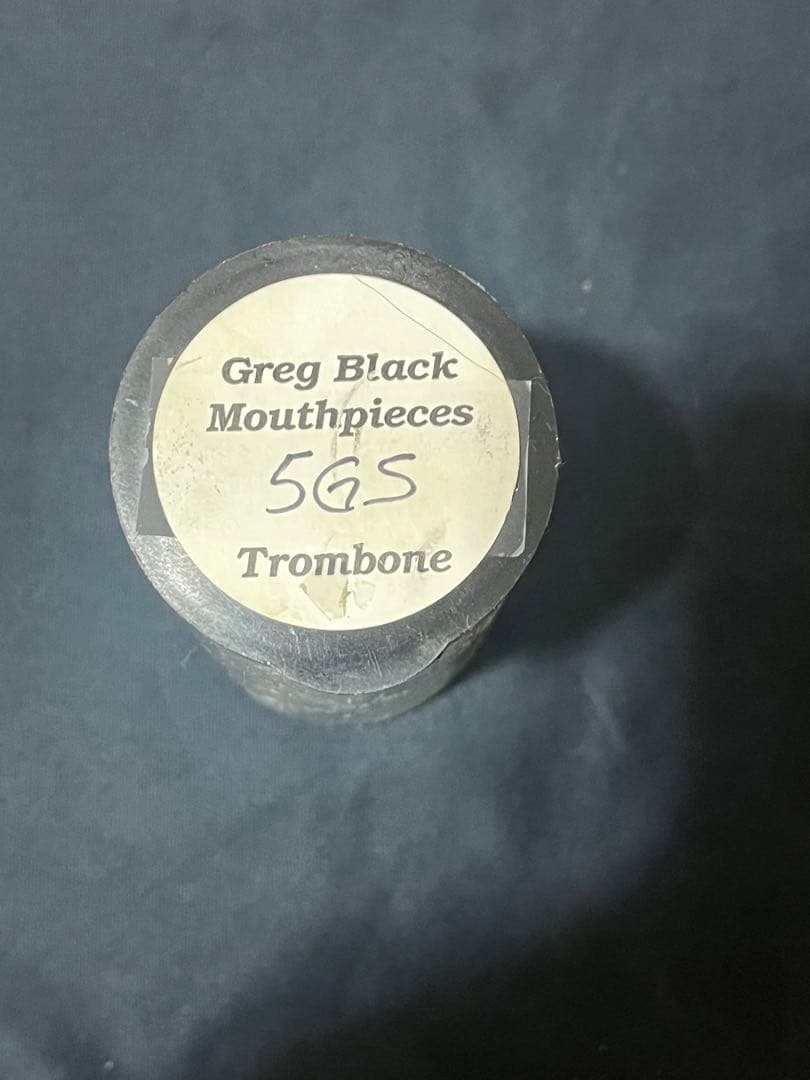 Greg Black
Mouthpieces
5GS
Trombone